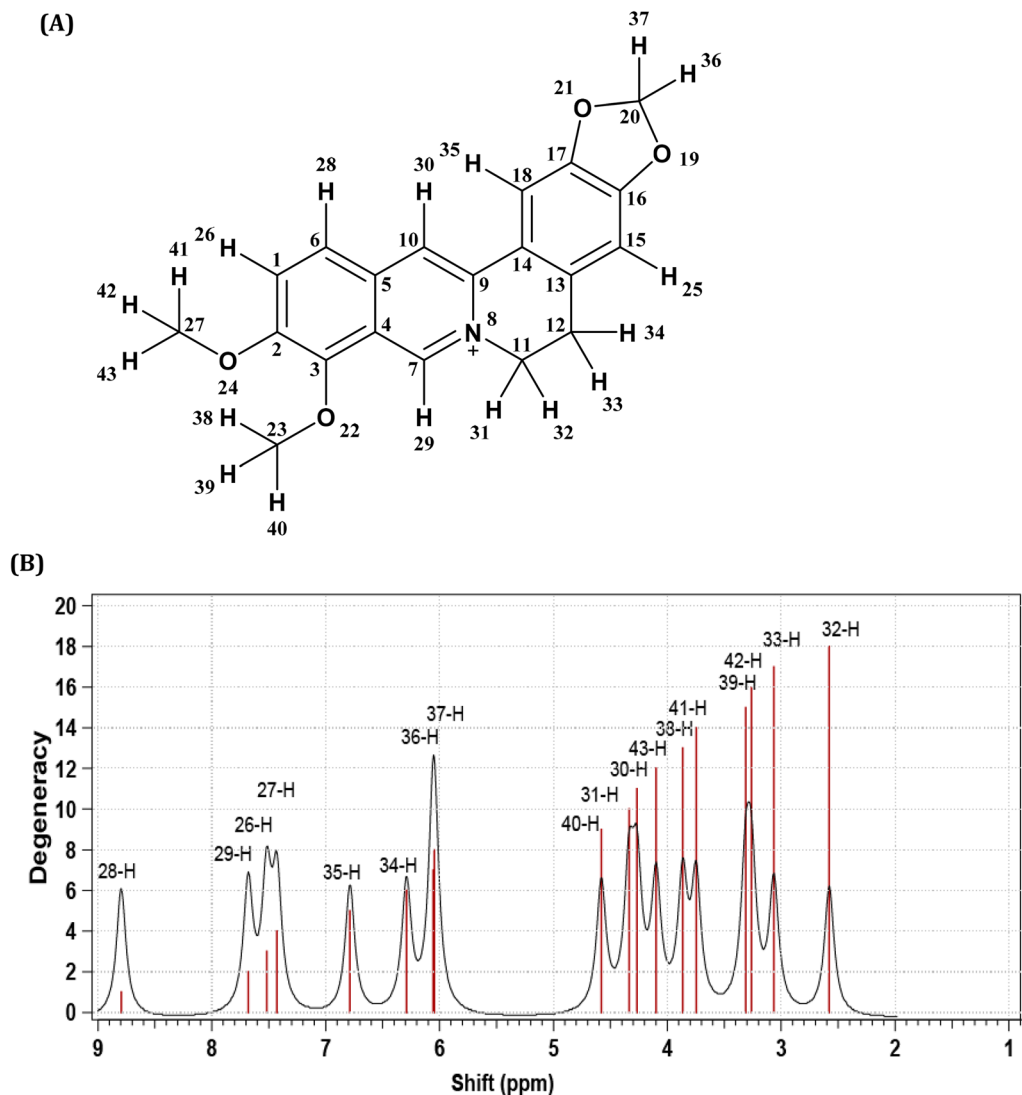 (A)
37
H
H 36
21
O
20
O 19
17
35 H
18
16
28
H
30
H
41
H
26 H
6
10
15
1
14
H
25
42 H
5
9
13
27
2
4
8
N
+
12
H 34
H
43
O
24
3
7
11
H
33
38 H
O
22
H
29
H
31
H
32
23
H
39
H
40
(B)
Degeneracy
20
18
16
14
12
10
8
6
4
2
0
28-H
29-H
26-H
27-H
35-H
34-H
36-H
37-H
40-H
31-H
30-H
43-H
38-H
41-H
39-H
42-H
33-H
32-H
9 8 7 6 5 4 3 2 1
Shift (ppm)